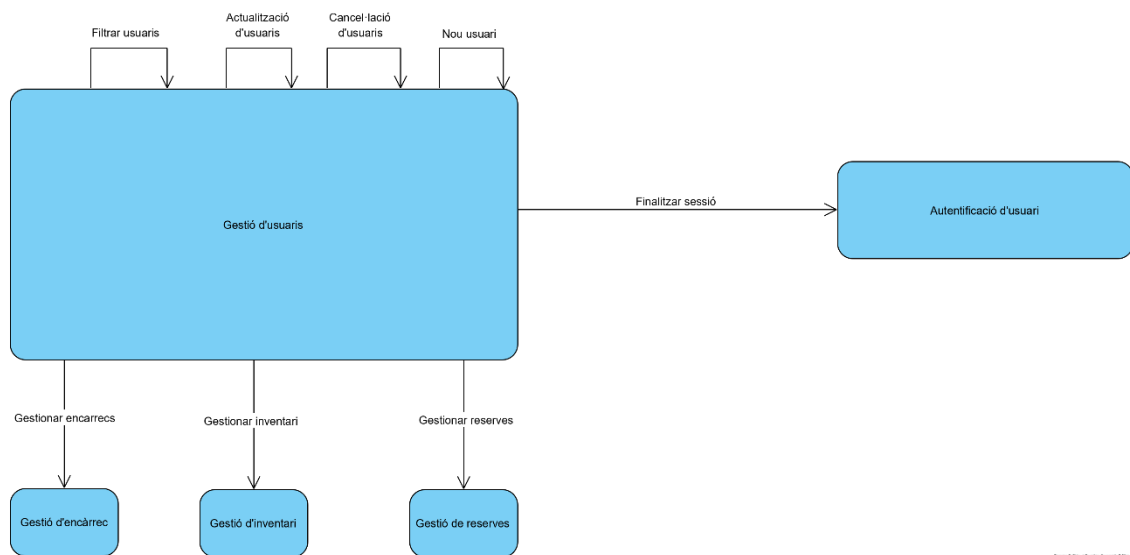 Filtrar usuaris
Actualització
d'usuaris
Cancel·lació
d'usuaris
Nou usuari
Gestió d'usuaris
Finalitzar sessió
Autentificació d'usuari
Gestionar encarrecs
Gestionar inventari
Gestionar reserves
Gestió d'encàrrec
Gestió d'inventari
Gestió de reserves